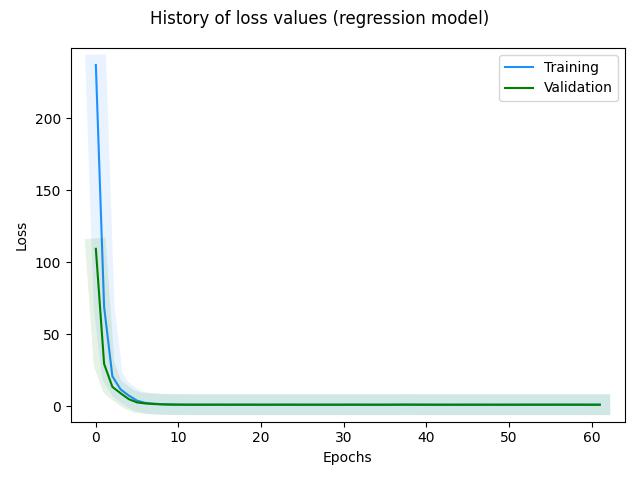 History of loss values (regression model)
Training
Validation
200
150
100
50
0
Loss
0 10 20 30 40 50 60
Epochs